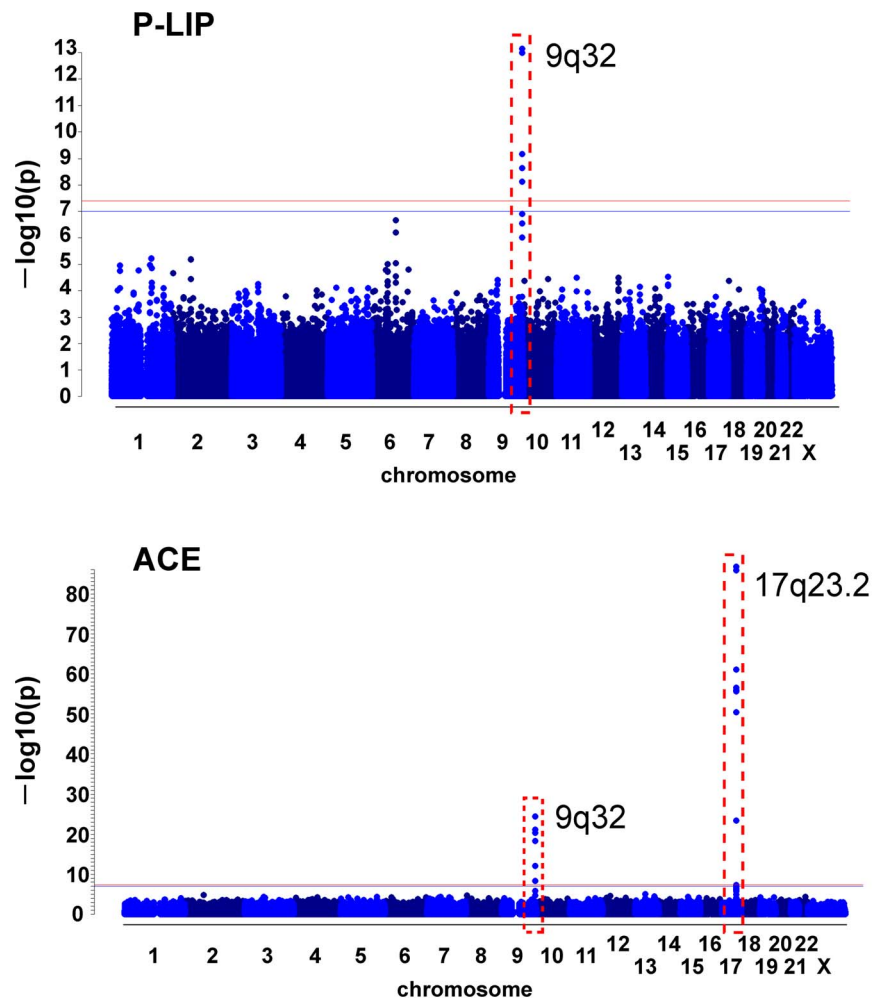 P-LIP
9q32
13
12
11
10
9
8
7
6
5
4
3
2
1
0
−log10(p)
1 2 3 4 5 6 7 8 9 10 11 12 14 16 18 20 22
13 15 17 19 21 X
chromosome
ACE
17q23.2
9q32
80
70
60
50
40
30
20
10
0
−log10(p)
1 2 3 4 5 6 7 8 9 10 11 12 14 16 18 20 22
13 15 17 19 21 X
chromosome